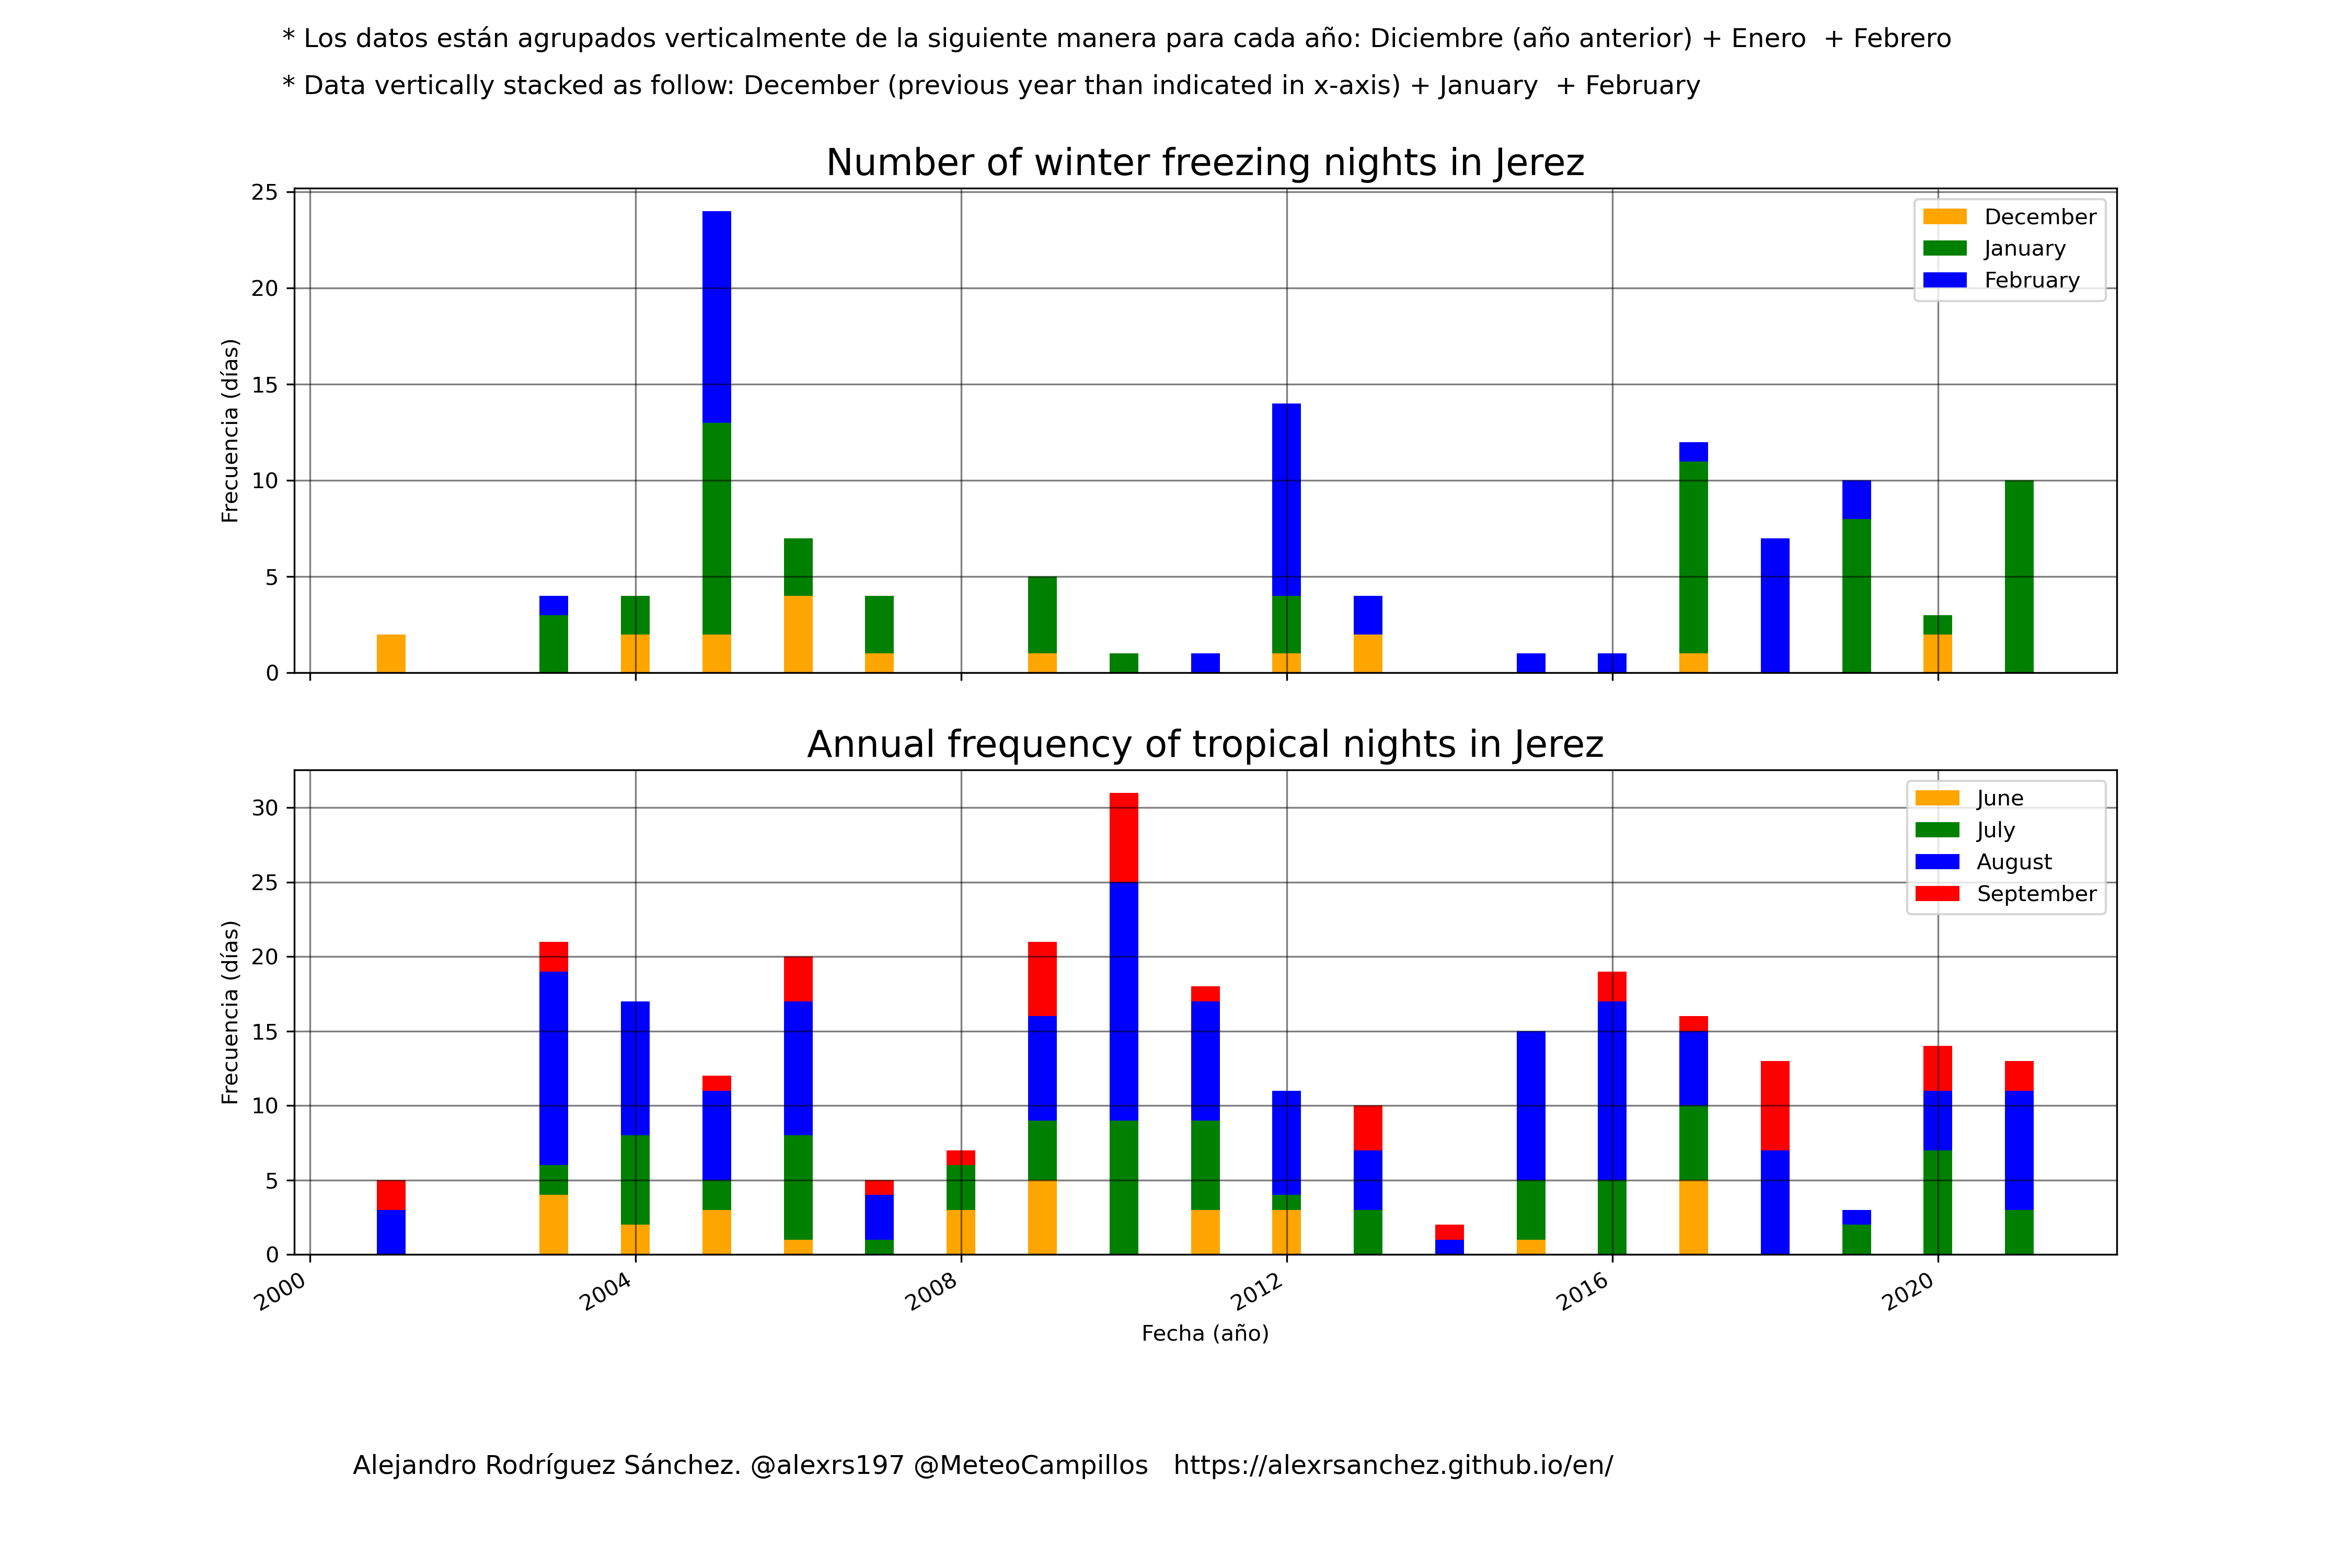 * Los datos están agrupados verticalmente de la siguiente manera para cada año: Diciembre (año anterior) + Enero  + Febrero
* Data vertically stacked as follow: December (previous year than indicated in x-axis) + January  + February
Number of winter freezing nights in Jerez
25
20
15
10
5
0
Frecuencia (días)
December
January
February
Annual frequency of tropical nights in Jerez
30
25
20
15
10
5
0
Frecuencia (días)
June
July
August
September
2000
2004
2008
2012
2016
2020
Fecha (año)
Alejandro Rodríguez Sánchez. @alexrs197 @MeteoCampillos   https://alexrsanchez.github.io/en/